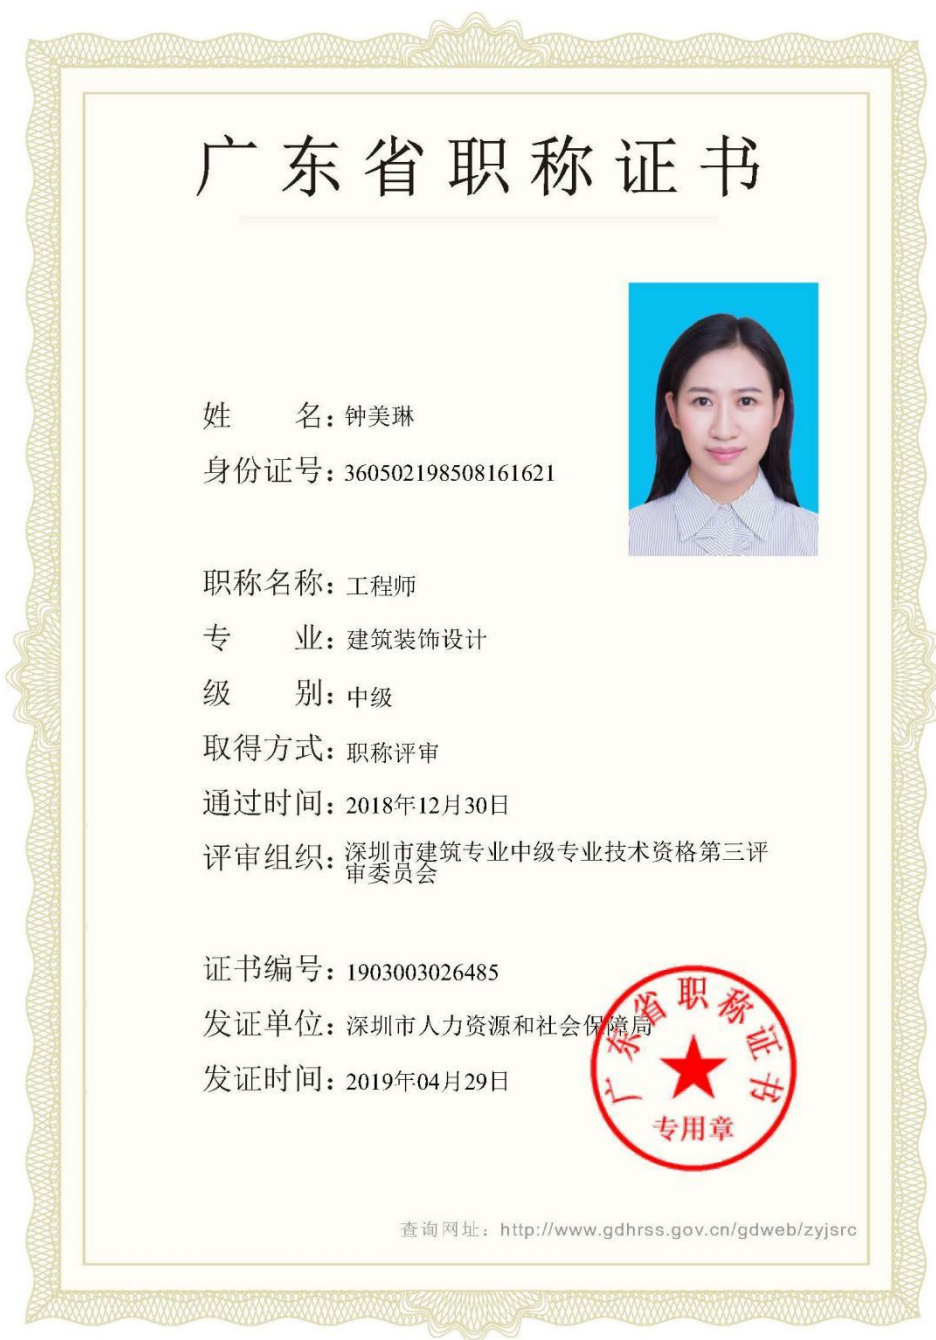 广东省职称证书
姓 名：钟美琳
身份证号：360502198508161621
职称名称：工程师
专 业：建筑装饰设计
级 别：中级
取得方式：职称评审
通过时间：2018年12月30日
评审组织：深圳市建筑专业中级专业技术资格第三评
审委员会
证书编号：1903003026485
发证单位：深圳市人力资源和社会保障局
发证时间：2019年04月29日
广东省职称证书
专用章
查询网址：http://www.gdhrss.gov.cn/gdweb/zyjsrc